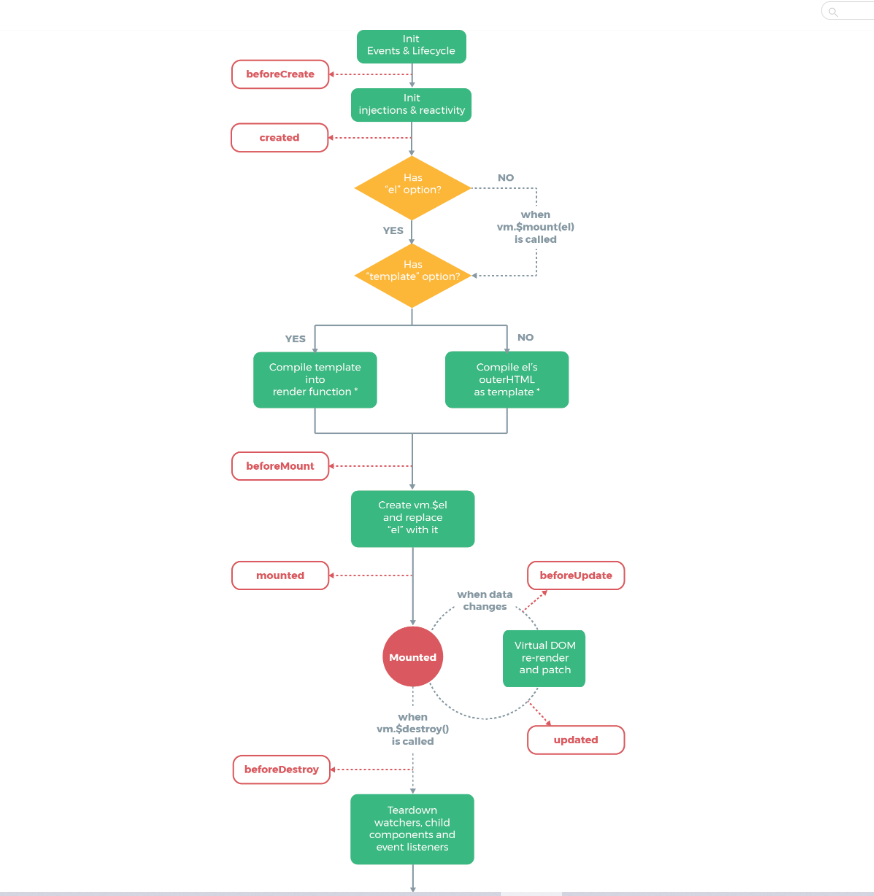 Init
Events & Lifecycle
beforeCreate
Init
injections & reactivity
created
Has
"el" option?
NO
when
vm.$mount(el)
is called
YES
Has
"template" option?
YES
NO
Compile template
into
render function *
Compile el's
outerHTML
as template *
beforeMount
Create vm.$el
and replace
"el" with it
mounted
beforeUpdate
when data
changes
Mounted
Virtual DOM
re-render
and patch
when
vm.$destroy()
is called
updated
beforeDestroy
Teardown
watchers, child
components and
event listeners